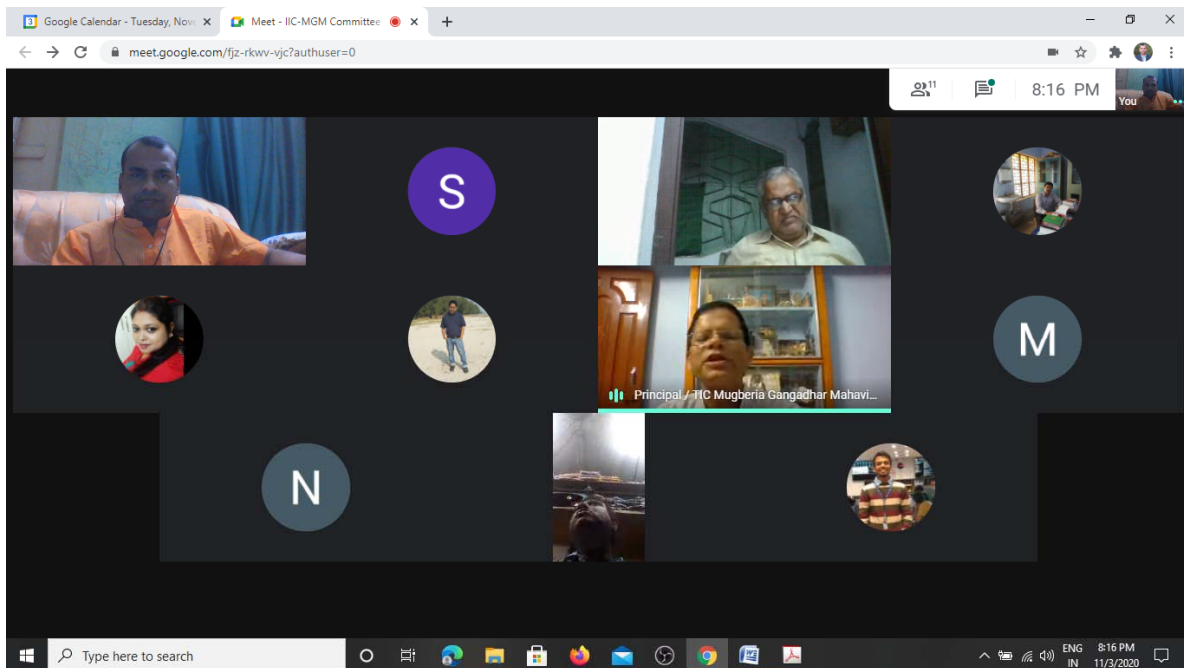 Google Calendar - Tuesday, Nov
Meet - IIC-MGM Committee
meet.google.com/fjz-rkwv-vjc?authuser=0
11
8:16 PM
You
S
Principal / TIC Mugberia Gangadhar Mahavi...
M
N
Type here to search
ENG
IN
8:16 PM
11/3/2020